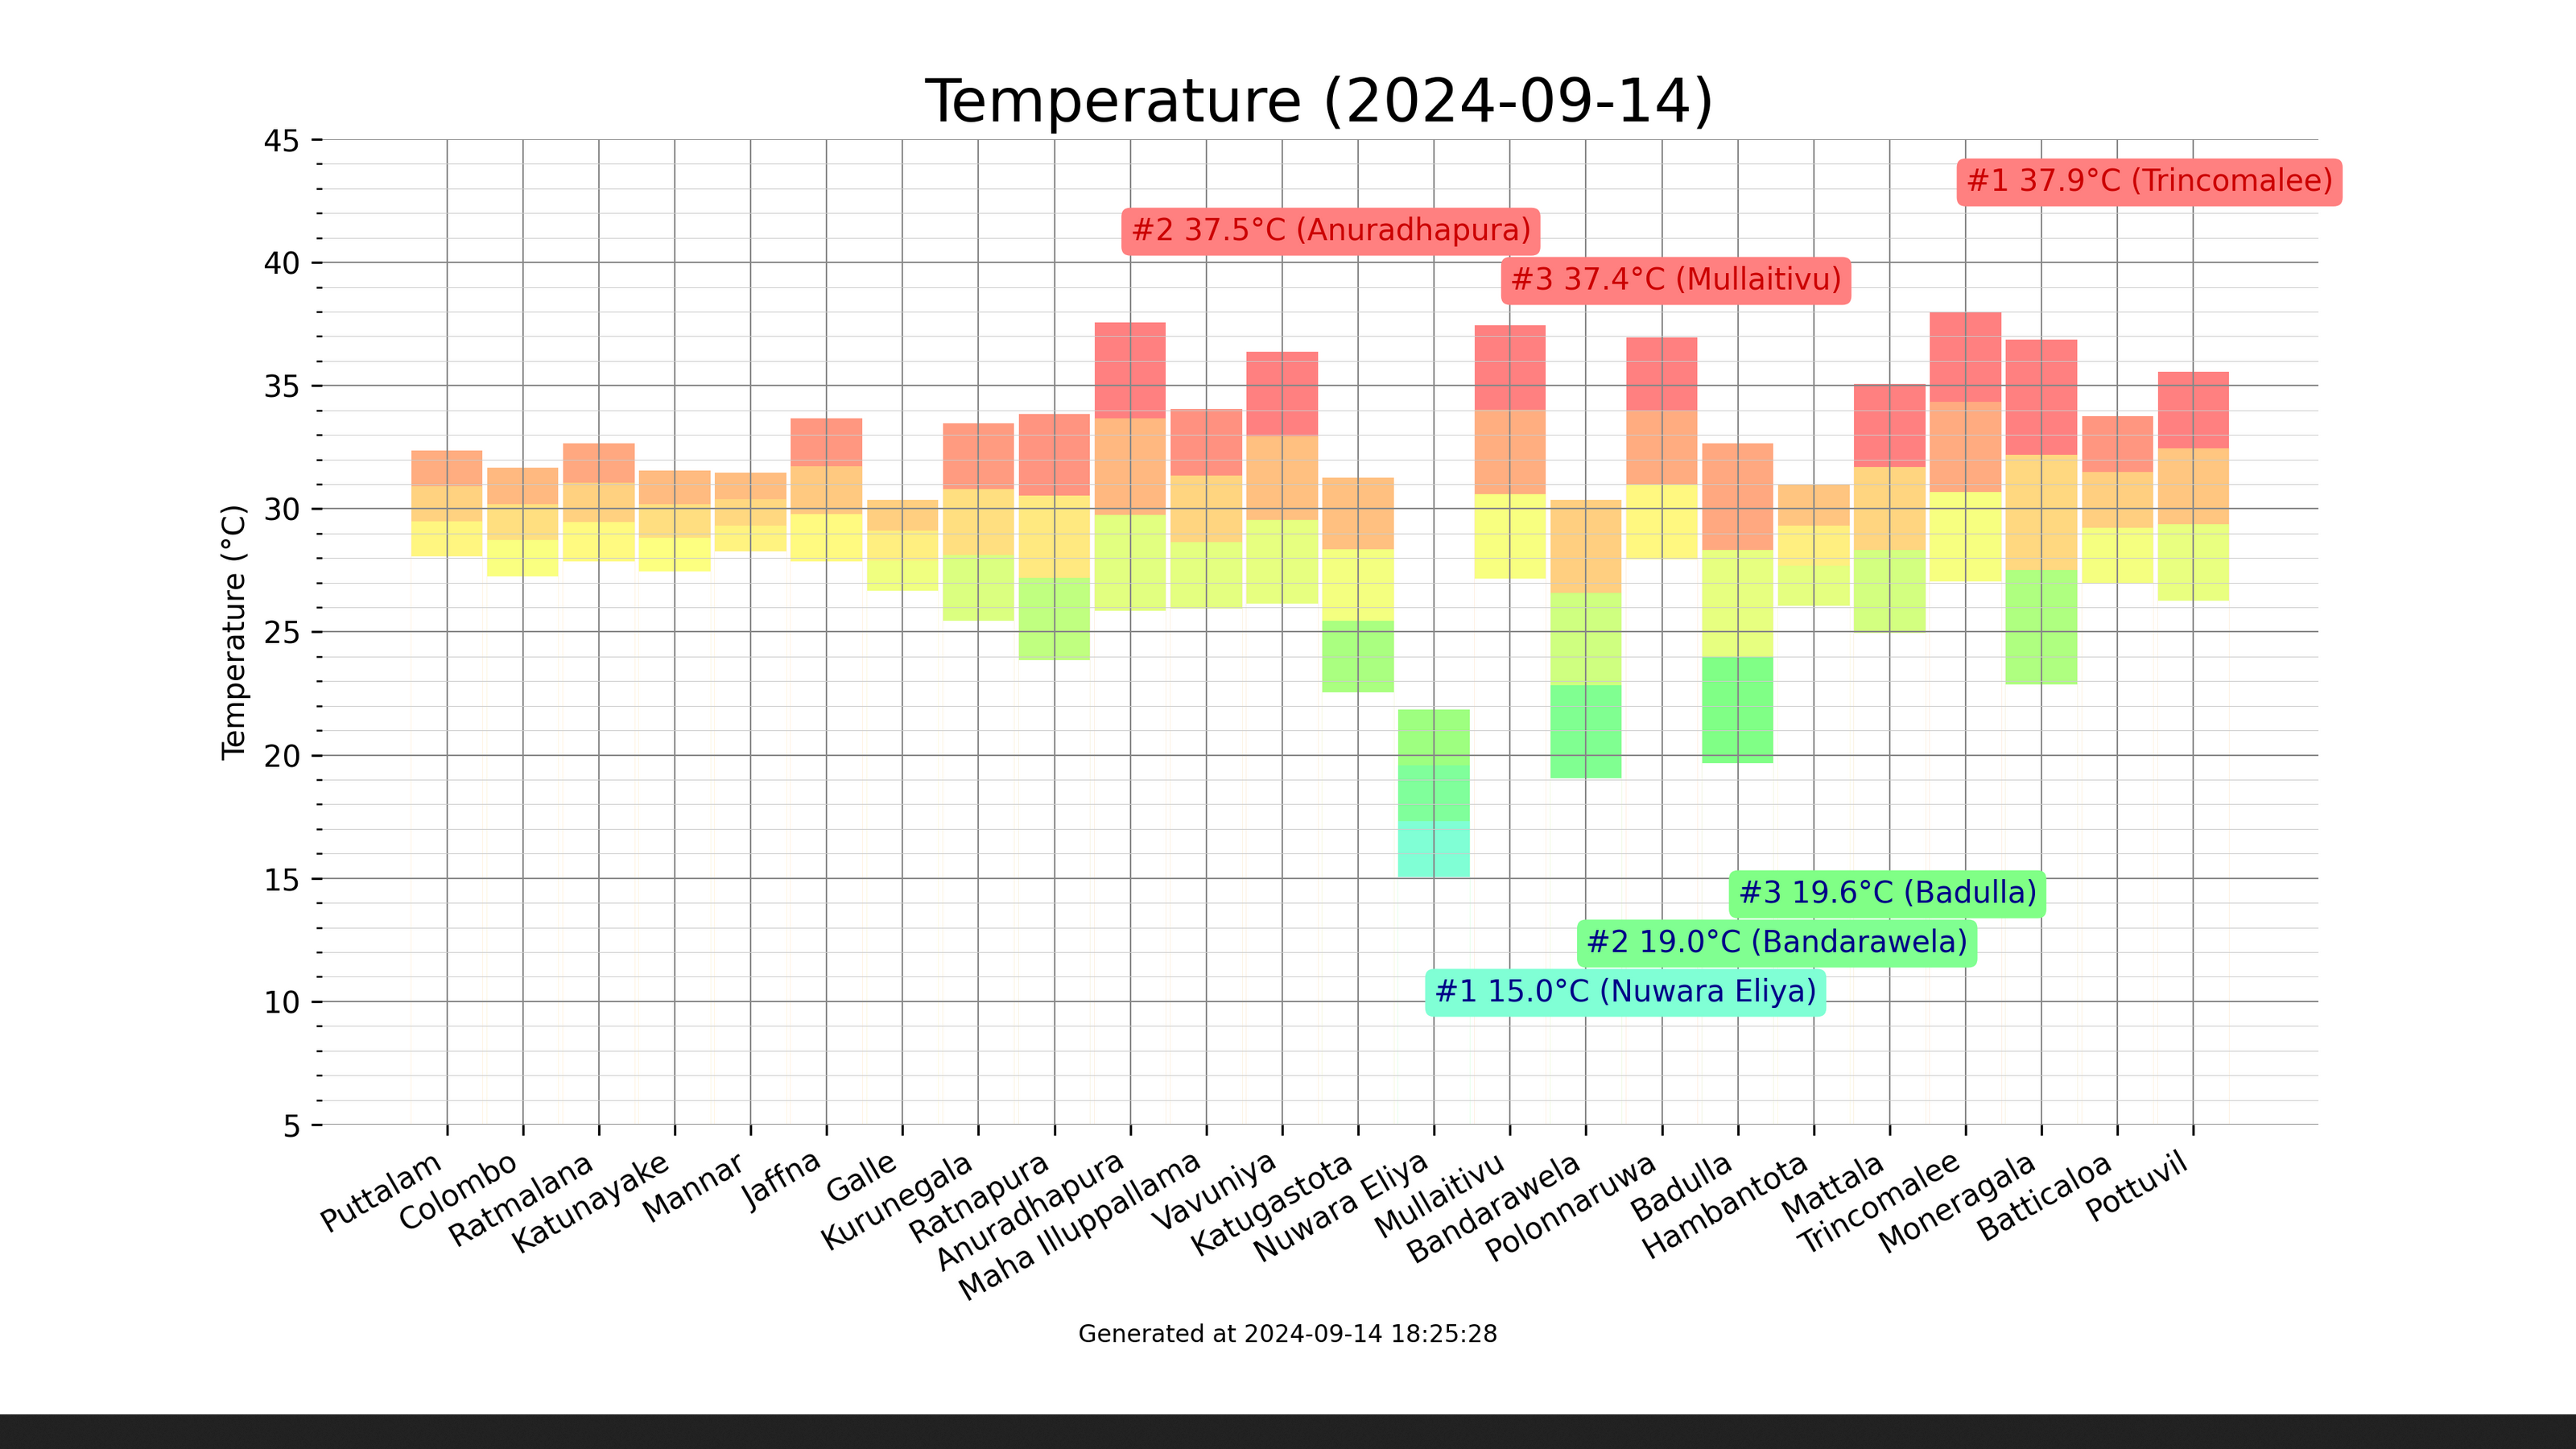 Temperature (2024-09-14)
45
#1 37.9°C (Trincomalee)
#2 37.5°C (Anuradhapura)
40
#3 37.4°C (Mullaitivu)
35
30
Temperature (°C)
25
20
15
#3 19.6°C (Badulla)
#2 19.0°C (Bandarawela)
10
#1 15.0°C (Nuwara Eliya)
5
Puttalam
Colombo
Ratmalana
Katunayake
Mannar
Jaffna
Galle
Kurunegala
Ratnapura
Anuradhapura
Maha Illuppallama
Vavuniya
Katugastota
Nuwara Eliya
Mullaitivu
Bandarawela
Polonnaruwa
Badulla
Hambantota
Mattala
Trincomalee
Moneragala
Batticaloa
Pottuvil
Generated at 2024-09-14 18:25:28